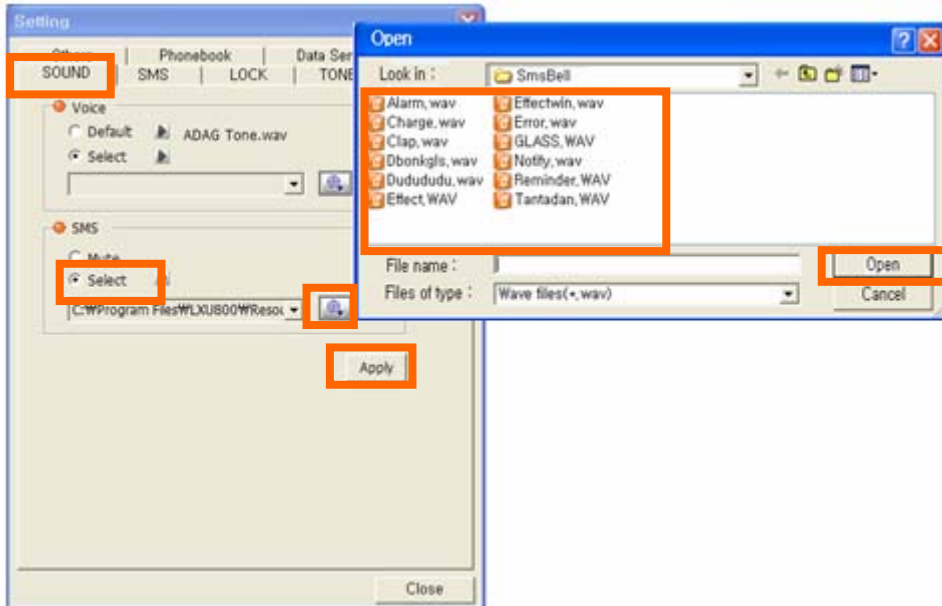 Setting
Others Phonebook Data Ser
SOUND SMS LOCK TONE
Voice
Default ADAG Tone.wav
Select
SMS
Mute
Select
C:₩Program Files₩LXU800₩Resou
Apply
Close
Open
Look in : SmsBell
Alarm,wav Effectwin,wav
Charge,wav Error,wav
Clap,wav GLASS,WAV
Dbonkgls,wav Notify,wav
Dudududu,wav Reminder,WAV
Effect,WAV Tantadan,WAV
File name : Open
Files of type : Wave files(*,wav) Cancel